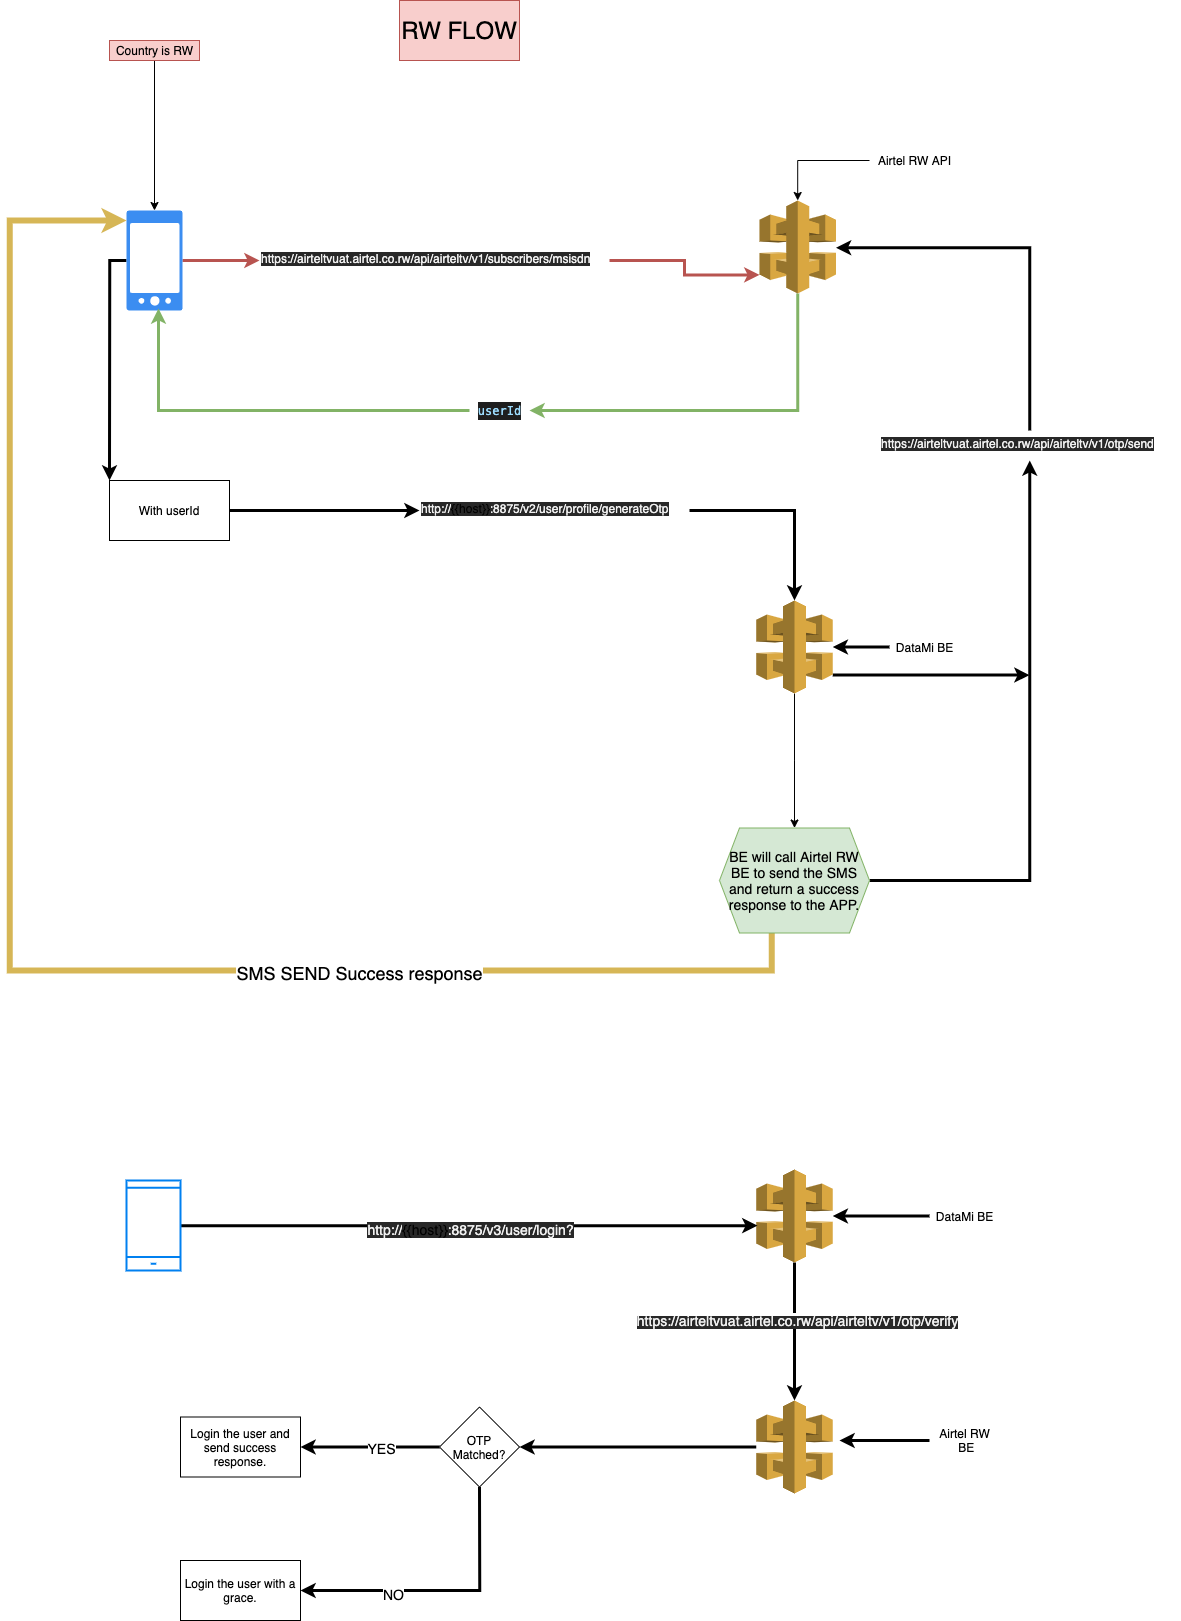 RW FLOW
Country is RW
Airtel RW API
https://airteltvuat.airtel.co.rw/api/airteltv/v1/subscribers/msisdn
userId
https://airteltvuat.airtel.co.rw/api/airteltv/v1/otp/send
With userId
http://{{host}}:8875/v2/user/profile/generateOtp
DataMi BE
BE will call Airtel RW
BE to send the SMS
and return a success
response to the APP.
SMS SEND Success response
http://{{host}}:8875/v3/user/login?
DataMi BE
https://airteltvuat.airtel.co.rw/api/airteltv/v1/otp/verify
Login the user and
send success
response.
YES
OTP
Matched?
Airtel RW
BE
Login the user with a
grace.
NO